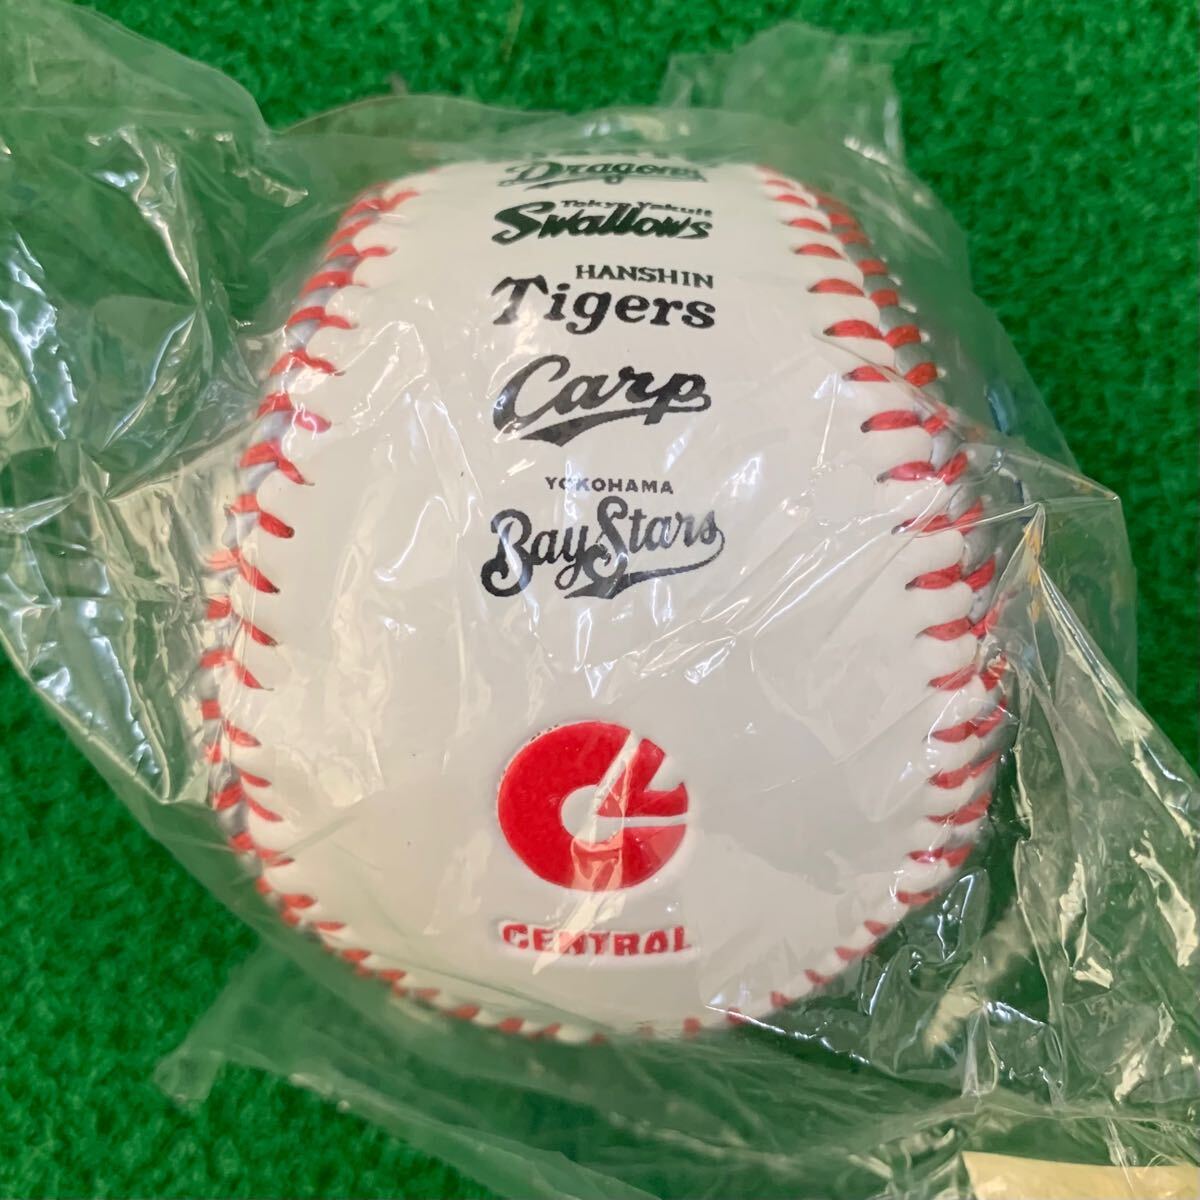 Dragons
Tokyo Yakult
Swallows
HANSHIN
Tigers
Carp
YOKOHAMA
BayStars
CENTRAL